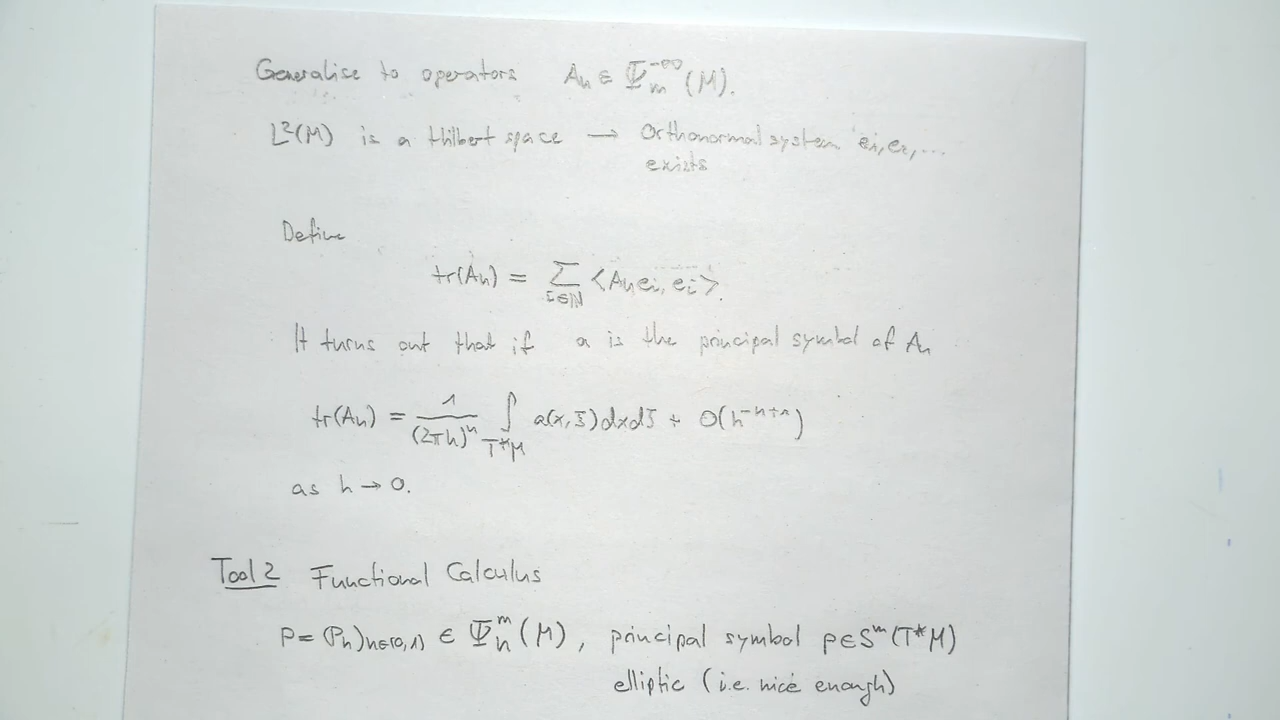 Generalise to operators A_h ∈ Ψ_m^{-∞}(M).
L²(M) is a Hilbert space → Orthonormal system e₁, e₂, ...
exists
Define
tr(A_h) = Σ_{i∈ℕ} ⟨A_h e_i, e_i⟩.
It turns out that if a is the principal symbol of A_h
tr(A_h) = 1/(2πh)^n ∫_{T*M} a(x,ξ) dx dξ + O(h^{-n+1})
as h → 0.
Tool 2 Functional Calculus
P = (P_h)_{h∈(0,1)} ∈ Ψ_h^m(M), principal symbol p ∈ S^m(T*M)
elliptic (i.e. nice enough)